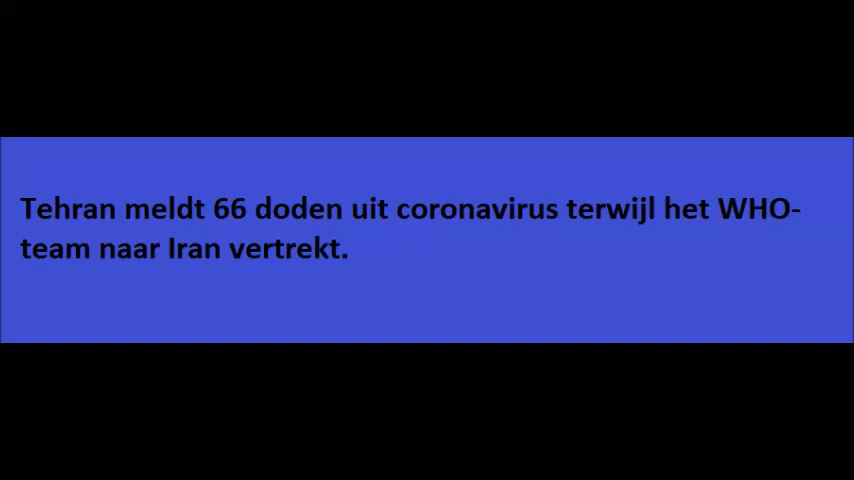 Tehran meldt 66 doden uit coronavirus terwijl het WHO-
team naar Iran vertrekt.